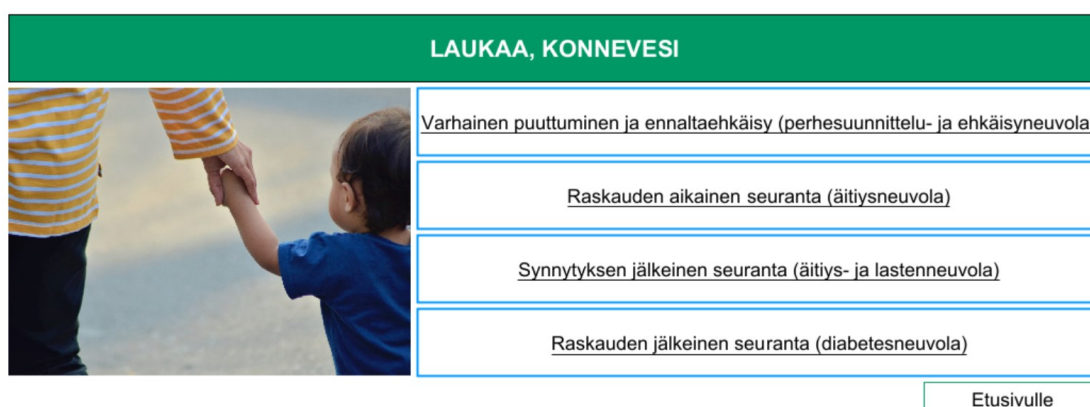 LAUKAA, KONNEVESI
Varhainen puuttuminen ja ennaltaehkäisy (perhesuunnittelu- ja ehkäisyneuvola
Raskauden aikainen seuranta (äitiysneuvola)
Synnytyksen jälkeinen seuranta (äitiys- ja lastenneuvola)
Raskauden jälkeinen seuranta (diabetesneuvola)
Etusivulle